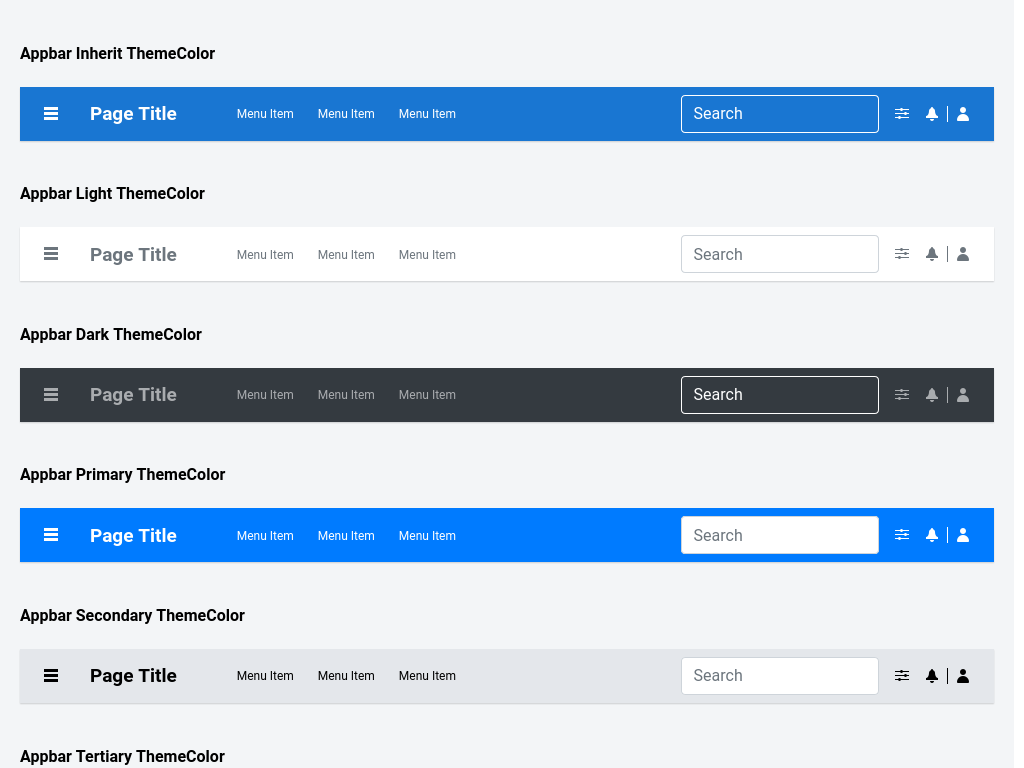 Appbar Inherit ThemeColor
Page Title Menu Item Menu Item Menu Item Search
Appbar Light ThemeColor
Page Title Menu Item Menu Item Menu Item Search
Appbar Dark ThemeColor
Page Title Menu Item Menu Item Menu Item Search
Appbar Primary ThemeColor
Page Title Menu Item Menu Item Menu Item Search
Appbar Secondary ThemeColor
Page Title Menu Item Menu Item Menu Item Search
Appbar Tertiary ThemeColor